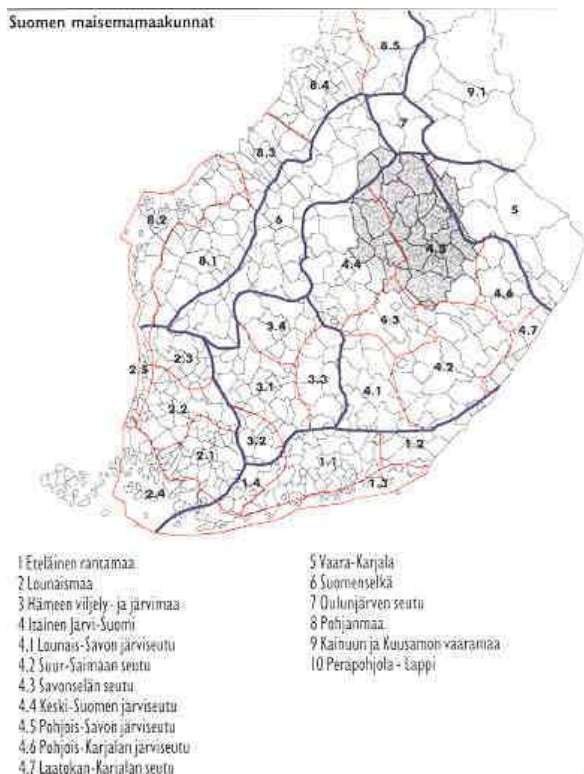 Suomen maisemamaakunnat
8.5
8.4
9.1
7
8.3
5
8.2
6
8.1
4.4
4.5
4.6
4.3
4.7
3.4
2.5
2.3
4.2
3.1
3.3
4.1
2.2
3.2
1.2
2.1
1.1
1.4
1.3
2.4
1 Eteläinen rantamaa
2 Lounaismaa
3 Hämeen viljely- ja järvimaa
4 Itäinen Järvi-Suomi
4.1 Lounais-Savon järviseutu
4.2 Suur-Saimaan seutu
4.3 Savonselän seutu
4.4 Keski-Suomen järviseutu
4.5 Pohjois-Savon järviseutu
4.6 Pohjois-Karjalan järviseutu
4.7 Laatokan-Karjalan seutu
5 Vaara-Karjala
6 Suomenselkä
7 Oulunjärven seutu
8 Pohjanmaa
9 Kainuun ja Kuusamon vaaramaa
10 Peräpohjola - Lappi